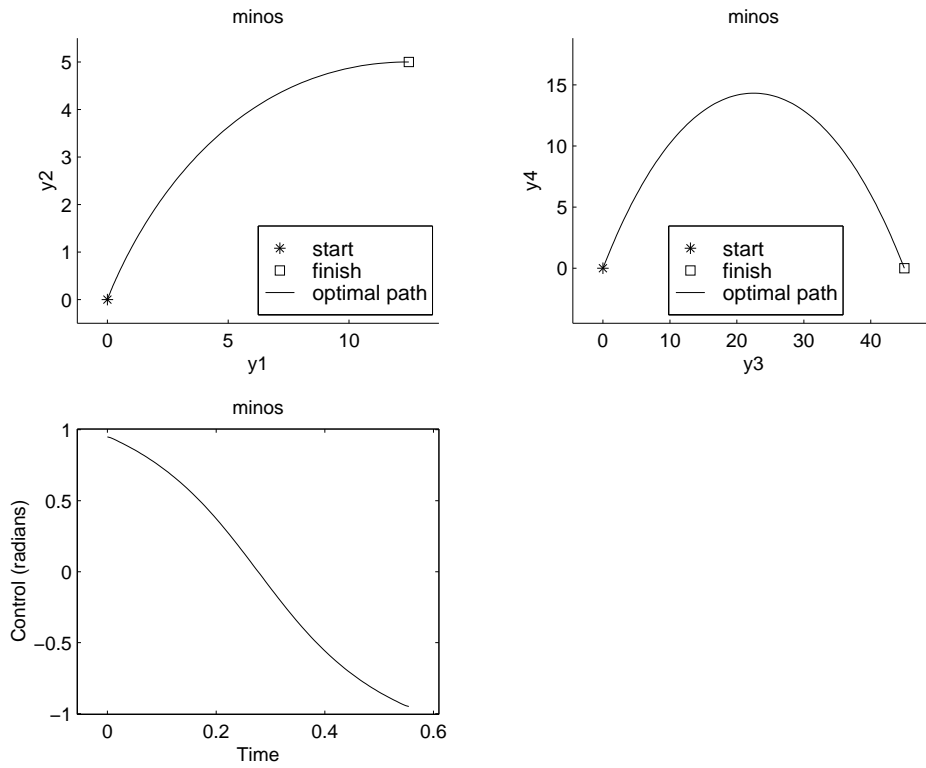 minos
5
4
3
2
1
0
y2
0
5
10
y1
start
finish
optimal path
minos
15
10
5
0
y4
0
10
20
30
40
y3
start
finish
optimal path
minos
1
0.5
0
−0.5
−1
Control (radians)
0
0.2
0.4
0.6
Time